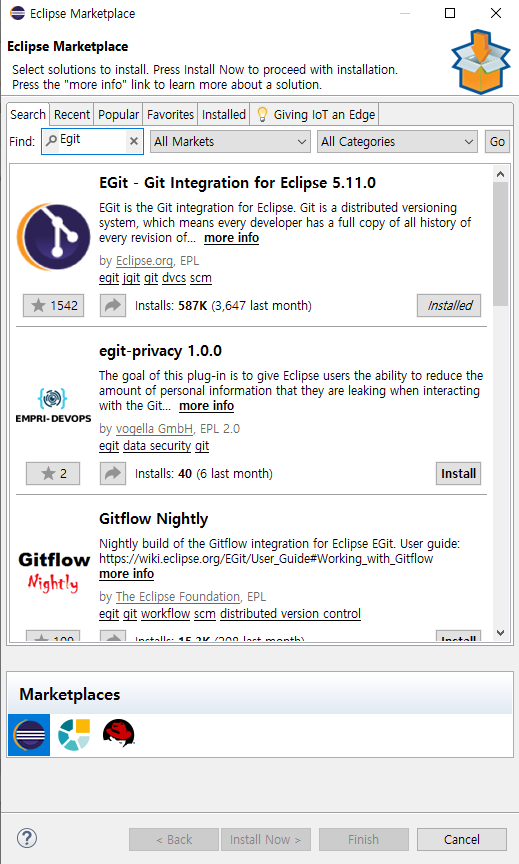 Eclipse Marketplace
Eclipse Marketplace
Select solutions to install. Press Install Now to proceed with installation.
Press the "more info" link to learn more about a solution.
Search Recent Popular Favorites Installed Giving IoT an Edge
Find: Egit All Markets All Categories Go
EGit - Git Integration for Eclipse 5.11.0
EGit is the Git integration for Eclipse. Git is a distributed versioning
system, which means every developer has a full copy of all history of
every revision of... more info
by Eclipse.org, EPL
egit jgit git dvcs scm
1542 Installs: 587K (3,647 last month) Installed
egit-privacy 1.0.0
The goal of this plug-in is to give Eclipse users the ability to reduce the
amount of personal information that they are leaking when interacting
with the Git... more info
EMPRI-DEVOPS
by vogella GmbH, EPL 2.0
egit data security git
2 Installs: 40 (6 last month) Install
Gitflow Nightly
Nightly build of the Gitflow integration for Eclipse EGit. User guide:
https://wiki.eclipse.org/EGit/User_Guide#Working_with_Gitflow
more info
Gitflow
Nightly
by The Eclipse Foundation, EPL
egit git workflow scm distributed version control
Installs: last month) Install
Marketplaces
? < Back Install Now > Finish Cancel